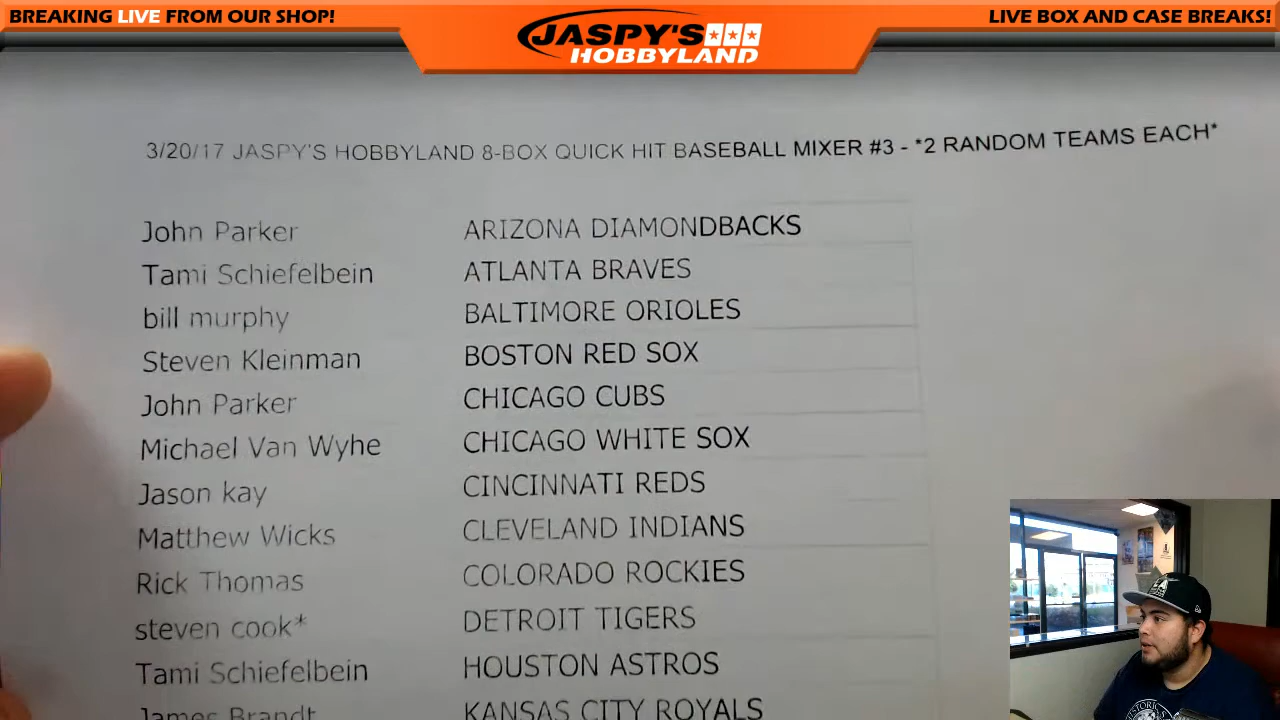 BREAKING LIVE FROM OUR SHOP!
JASPY'S
HOBBYLAND
LIVE BOX AND CASE BREAKS!
3/20/17 JASPY'S HOBBYLAND 8-BOX QUICK HIT BASEBALL MIXER #3 - *2 RANDOM TEAMS EACH*
John Parker ARIZONA DIAMONDBACKS
Tami Schiefelbein ATLANTA BRAVES
bill murphy BALTIMORE ORIOLES
Steven Kleinman BOSTON RED SOX
John Parker CHICAGO CUBS
Michael Van Wyhe CHICAGO WHITE SOX
Jason kay CINCINNATI REDS
Matthew Wicks CLEVELAND INDIANS
Rick Thomas COLORADO ROCKIES
steven cook* DETROIT TIGERS
Tami Schiefelbein HOUSTON ASTROS
James Brandt KANSAS CITY ROYALS